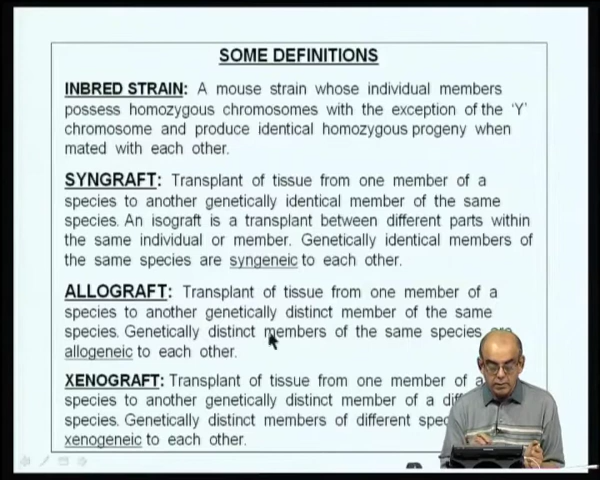 SOME DEFINITIONS
INBRED STRAIN: A mouse strain whose individual members
possess homozygous chromosomes with the exception of the 'Y'
chromosome and produce identical homozygous progeny when
mated with each other.
SYNGRAFT: Transplant of tissue from one member of a
species to another genetically identical member of the same
species. An isograft is a transplant between different parts within
the same individual or member. Genetically identical members of
the same species are syngeneic to each other.
ALLOGRAFT: Transplant of tissue from one member of a
species to another genetically distinct member of the same
species. Genetically distinct members of the same species
allogeneic to each other.
XENOGRAFT: Transplant of tissue from one member of a
species to another genetically distinct member of a
species. Genetically distinct members of different
xenogeneic to each other.